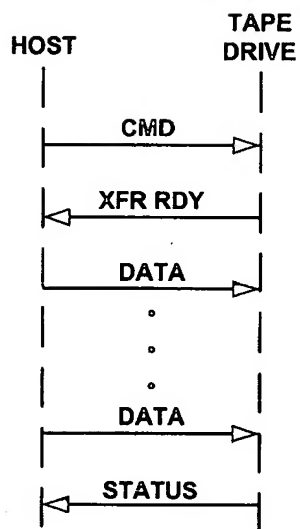 HOST
TAPE
DRIVE
CMD
XFR RDY
DATA
DATA
STATUS